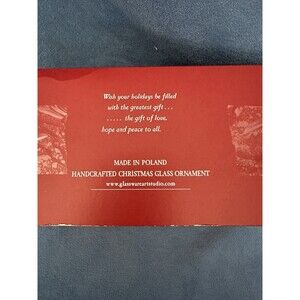 Wish your holidays be filled
with the greatest gift . . .
. . . . . the gift of love,
hope and peace to all.
MADE IN POLAND
HANDCRAFTED CHRISTMAS GLASS ORNAMENT
www.glasswareartstudio.com